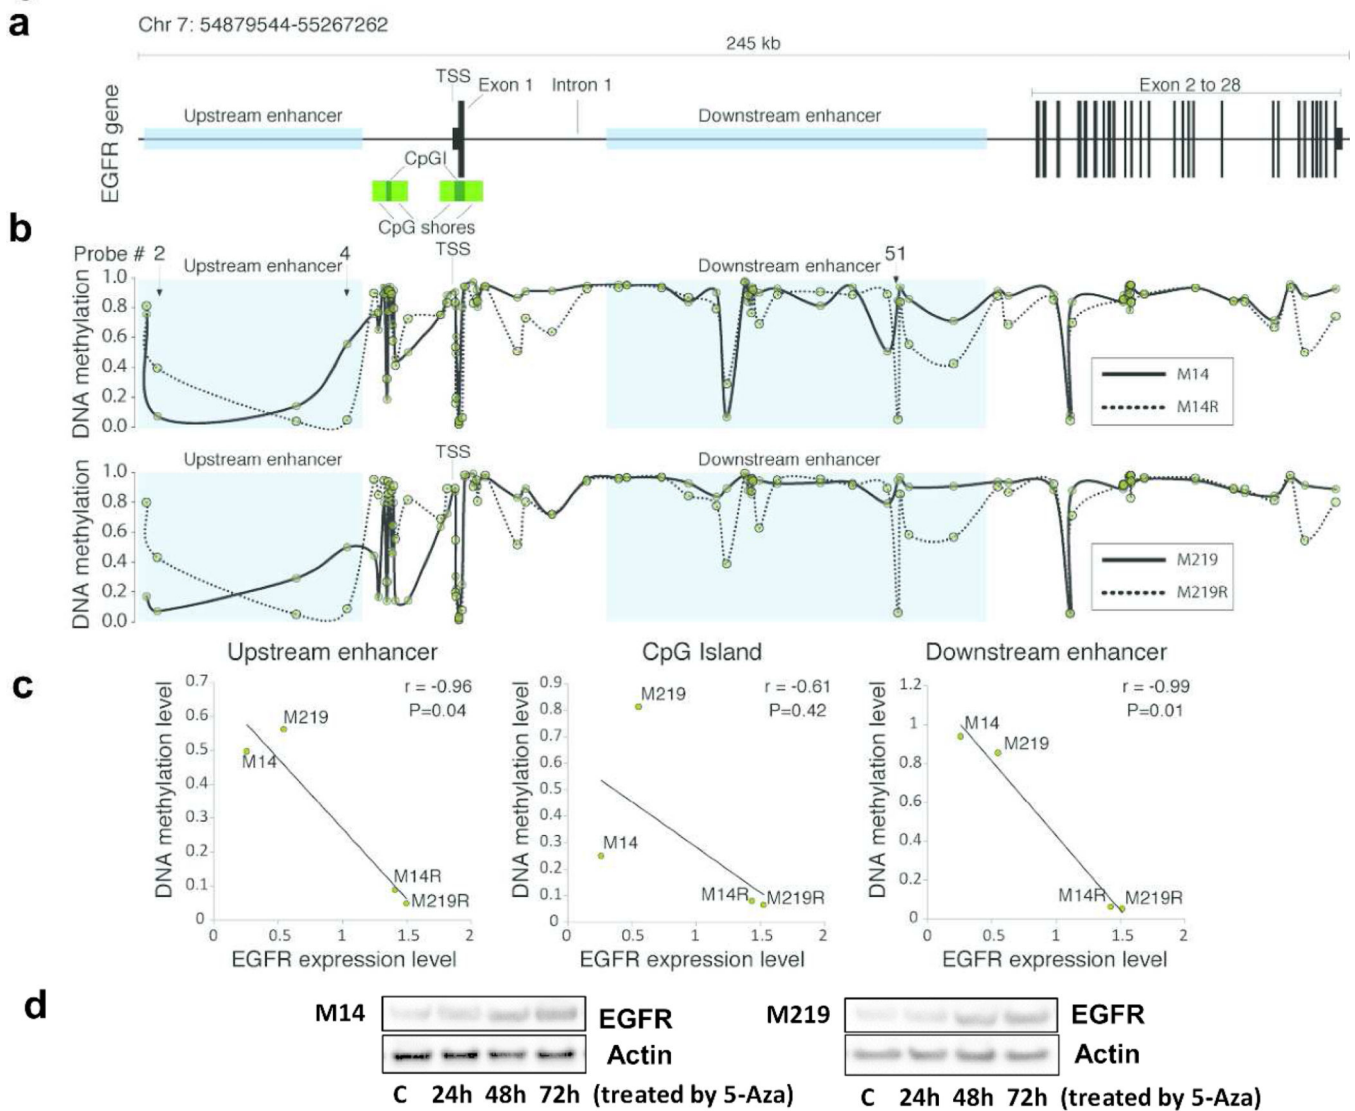 a
Chr 7: 54879544-55267262
245 kb
EGFR gene
TSS
Exon 1
Intron 1
Exon 2 to 28
Upstream enhancer
Downstream enhancer
CpGI
CpG shores
b
Probe # 2
4
TSS
51
Upstream enhancer
Downstream enhancer
DNA methylation
1.0
0.8
0.6
0.4
0.2
0.0
M14
M14R
TSS
Upstream enhancer
Downstream enhancer
DNA methylation
1.0
0.8
0.6
0.4
0.2
0.0
M219
M219R
c
Upstream enhancer
r = -0.96
P=0.04
DNA methylation level
0.7
0.6
0.5
0.4
0.3
0.2
0.1
0
M219
M14
M14R
M219R
0 0.5 1 1.5 2
EGFR expression level
CpG Island
r = -0.61
P=0.42
DNA methylation level
0.9
0.8
0.7
0.6
0.5
0.4
0.3
0.2
0.1
0
M219
M14
M14R
M219R
0 0.5 1 1.5 2
EGFR expression level
Downstream enhancer
r = -0.99
P=0.01
DNA methylation level
1.2
1
0.8
0.6
0.4
0.2
0
M14
M219
M14R
M219R
0 0.5 1 1.5 2
EGFR expression level
d
M14
EGFR
Actin
C 24h 48h 72h (treated by 5-Aza)
M219
EGFR
Actin
C 24h 48h 72h (treated by 5-Aza)